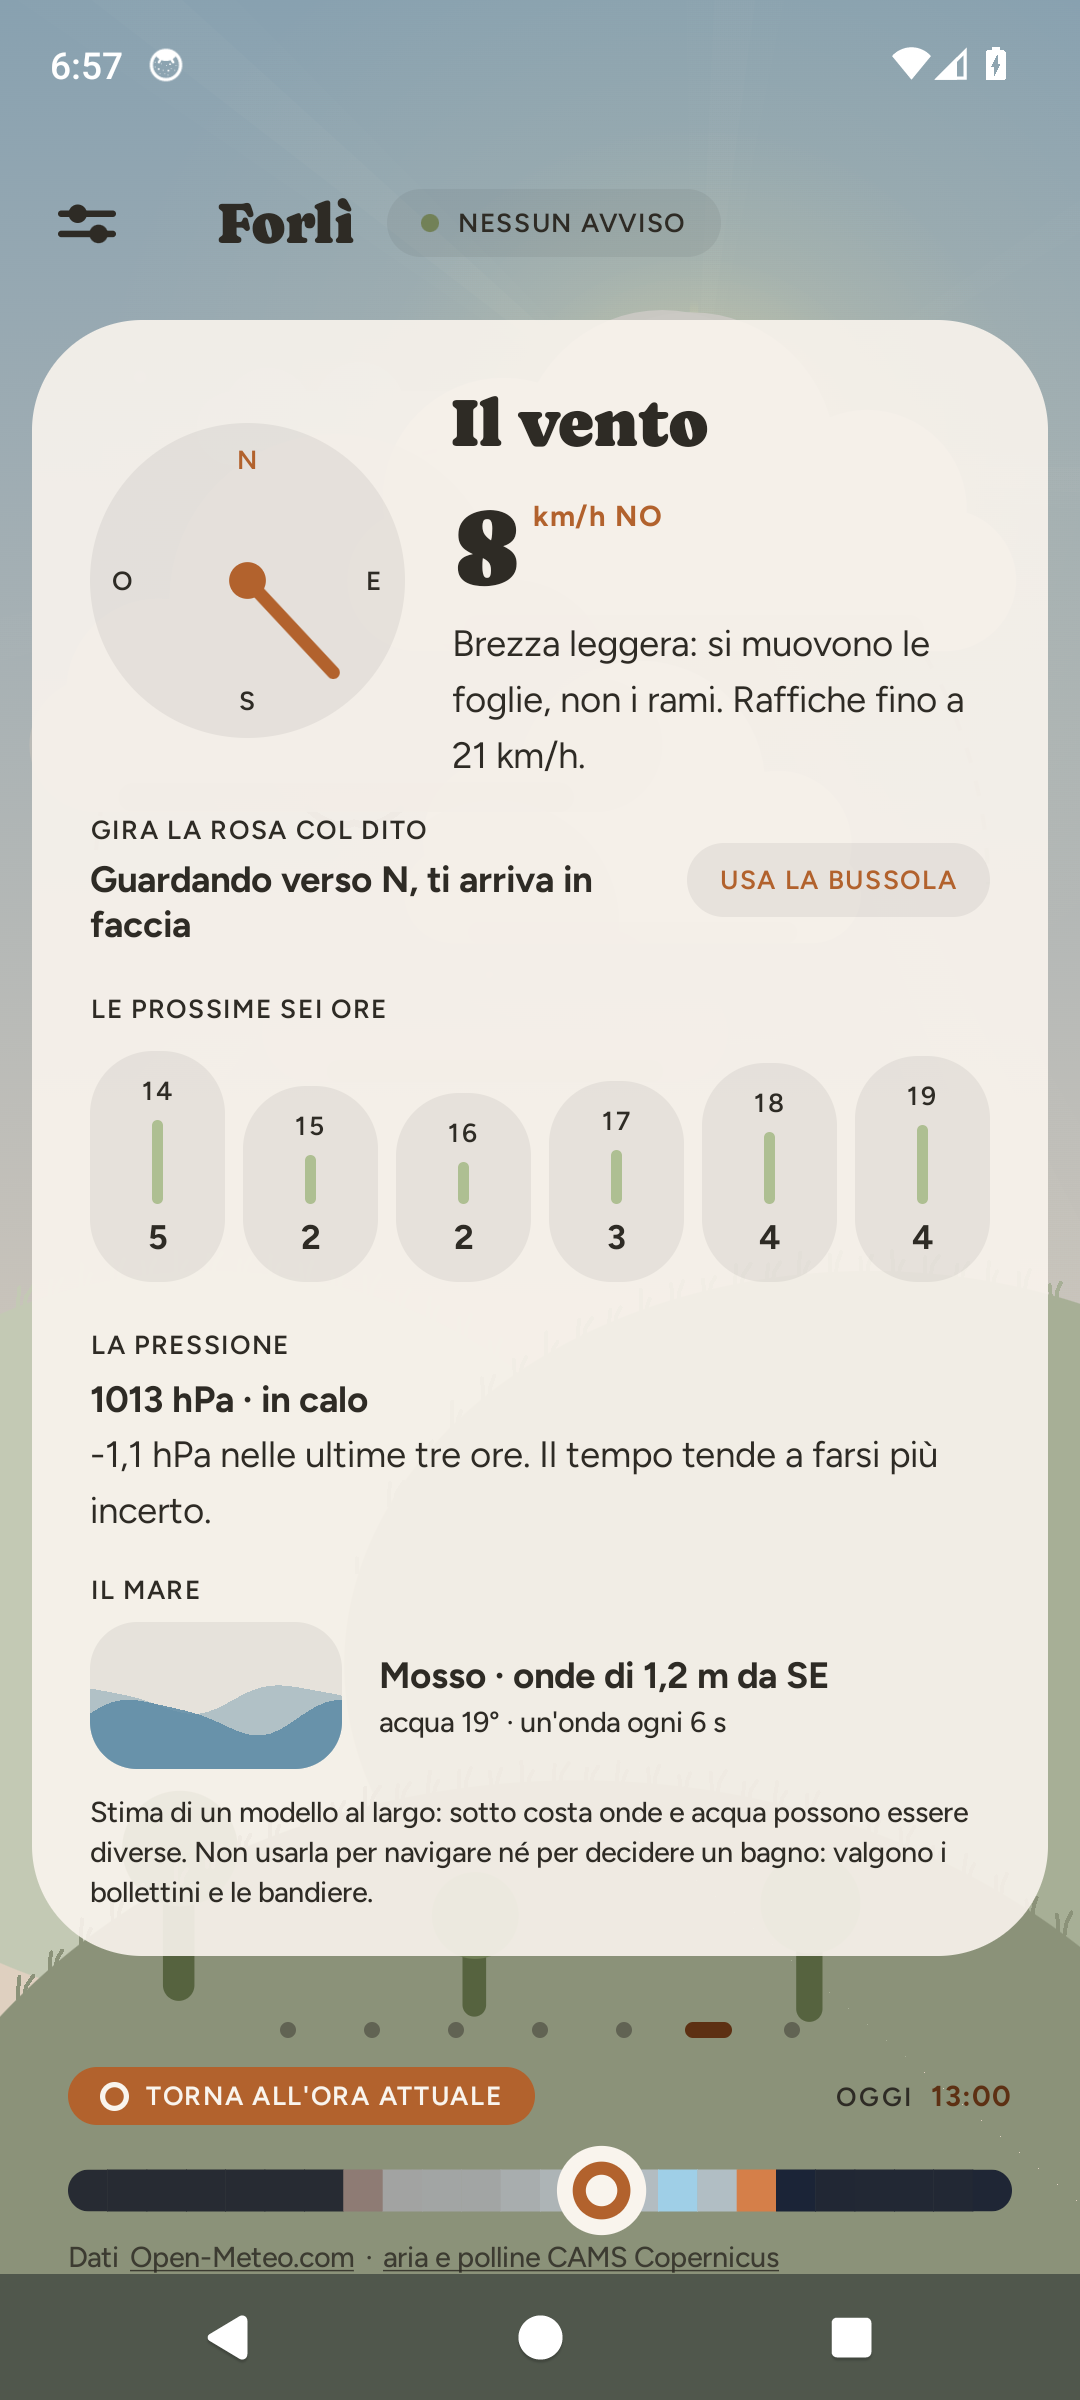 6:57
Forlì
NESSUN AVVISO
Il vento
N
O
E
S
8 km/h NO
Brezza leggera: si muovono le
foglie, non i rami. Raffiche fino a
21 km/h.
GIRA LA ROSA COL DITO
Guardando verso N, ti arriva in
faccia
USA LA BUSSOLA
LE PROSSIME SEI ORE
14 15 16 17 18 19
5 2 2 3 4 4
LA PRESSIONE
1013 hPa · in calo
-1,1 hPa nelle ultime tre ore. Il tempo tende a farsi più
incerto.
IL MARE
Mosso · onde di 1,2 m da SE
acqua 19° · un'onda ogni 6 s
Stima di un modello al largo: sotto costa onde e acqua possono essere
diverse. Non usarla per navigare né per decidere un bagno: valgono i
bollettini e le bandiere.
TORNA ALL'ORA ATTUALE
OGGI 13:00
Dati Open-Meteo.com · aria e polline CAMS Copernicus